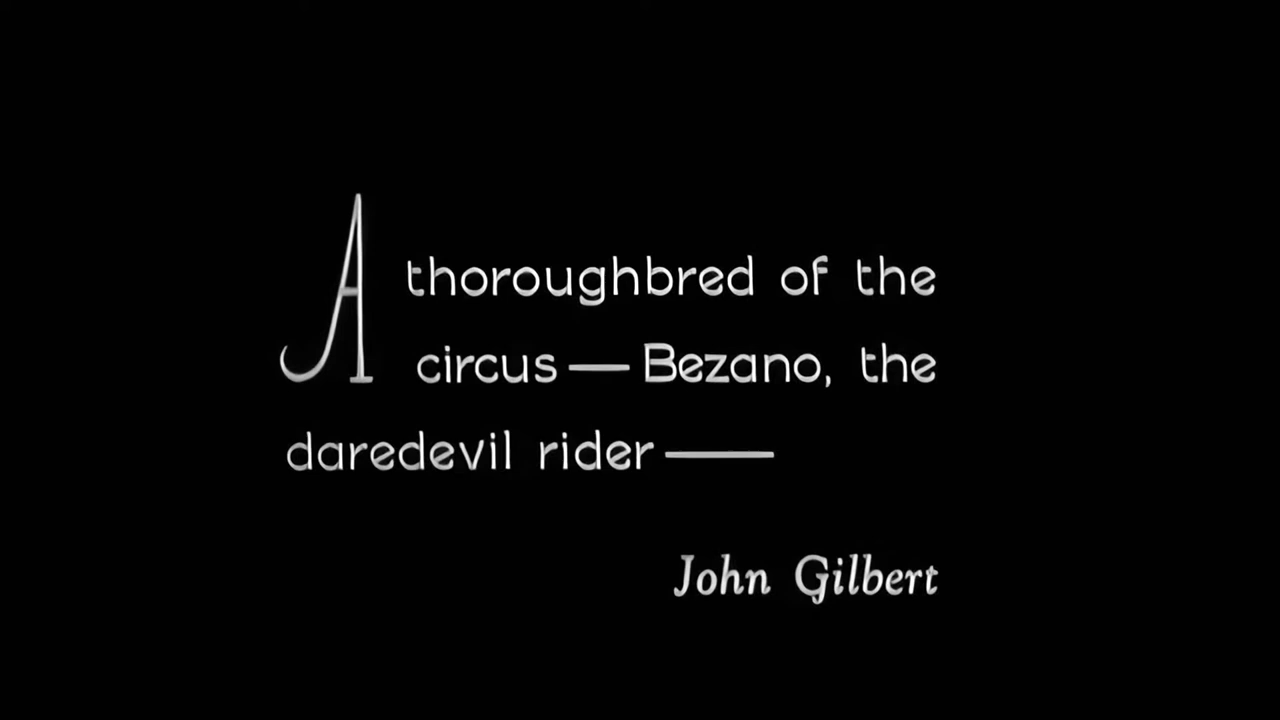 A thoroughbred of the
circus — Bezano, the
daredevil rider ——
John Gilbert